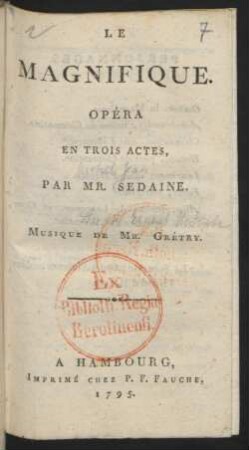 7
LE
MAGNIFIQUE.
OPÉRA
EN TROIS ACTES,
PAR MR. SEDAINE.
MUSIQUE DE MR. GRÉTRY.
Ex
Biblioth. Regia
Berolinensi.
A HAMBOURG,
IMPRIMÉ CHEZ P. F. FAUCHE,
1795.